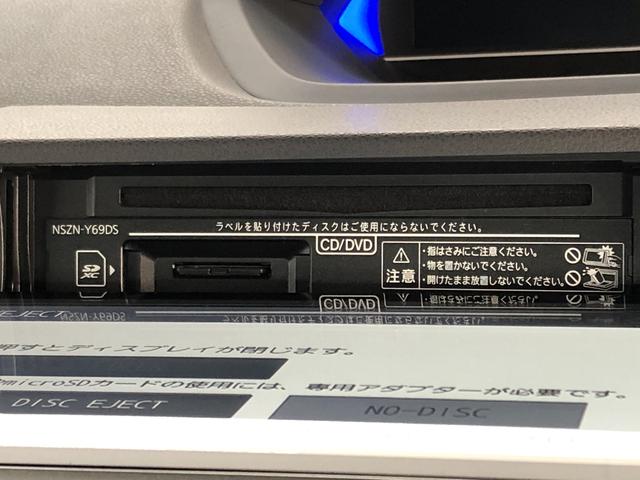 NSZN-Y69DS
ラベルを貼り付けたディスクはご使用にならないでください。
CD/DVD
SD
XC
注意
・指はさみにご注意ください。
・物を置かないでください。
・開けたまま放置しないでください。
EJECT
押すとディスプレイが閉じます。
microSDカードの使用には、専用アダプターが必要です。
DISC EJECT
NO-DISC